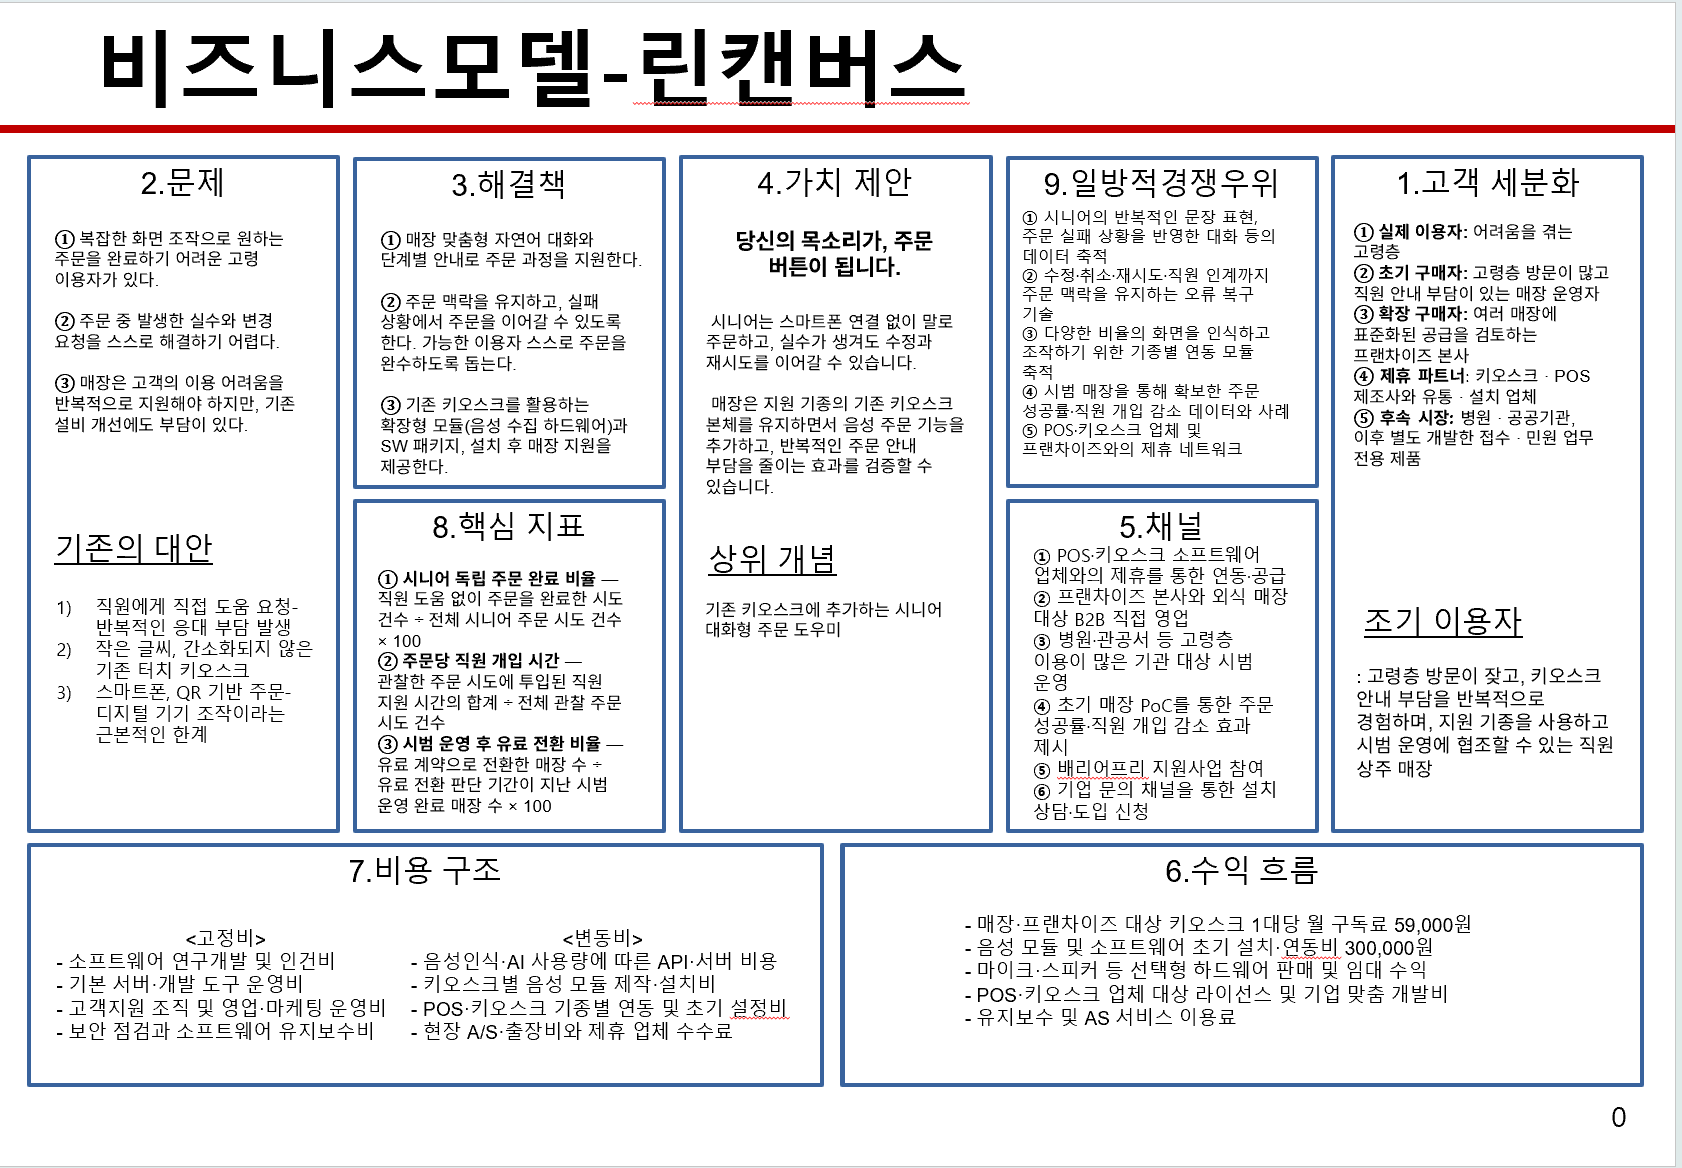 비즈니스모델-린캔버스
2.문제
① 복잡한 화면 조작으로 원하는
주문을 완료하기 어려운 고령
이용자가 있다.
② 주문 중 발생한 실수와 변경
요청을 스스로 해결하기 어렵다.
③ 매장은 고객의 이용 어려움을
반복적으로 지원해야 하지만, 기존
설비 개선에도 부담이 있다.
기존의 대안
1) 직원에게 직접 도움 요청-
반복적인 응대 부담 발생
2) 작은 글씨, 간소화되지 않은
기존 터치 키오스크
3) 스마트폰, QR 기반 주문-
디지털 기기 조작이라는
근본적인 한계
3.해결책
① 매장 맞춤형 자연어 대화와
단계별 안내로 주문 과정을 지원한다.
② 주문 맥락을 유지하고, 실패
상황에서 주문을 이어갈 수 있도록
한다. 가능한 이용자 스스로 주문을
완수하도록 돕는다.
③ 기존 키오스크를 활용하는
확장형 모듈(음성 수집 하드웨어)과
SW 패키지, 설치 후 매장 지원을
제공한다.
8.핵심 지표
① 시니어 독립 주문 완료 비율 —
직원 도움 없이 주문을 완료한 시도
건수 ÷ 전체 시니어 주문 시도 건수
× 100
② 주문당 직원 개입 시간 —
관찰한 주문 시도에 투입된 직원
지원 시간의 합계 ÷ 전체 관찰 주문
시도 건수
③ 시범 운영 후 유료 전환 비율 —
유료 계약으로 전환한 매장 수 ÷
유료 전환 판단 기간이 지난 시범
운영 완료 매장 수 × 100
4.가치 제안
당신의 목소리가, 주문
버튼이 됩니다.
시니어는 스마트폰 연결 없이 말로
주문하고, 실수가 생겨도 수정과
재시도를 이어갈 수 있습니다.
매장은 지원 기종의 기존 키오스크
본체를 유지하면서 음성 주문 기능을
추가하고, 반복적인 주문 안내
부담을 줄이는 효과를 검증할 수
있습니다.
상위 개념
기존 키오스크에 추가하는 시니어
대화형 주문 도우미
9.일방적경쟁우위
① 시니어의 반복적인 문장 표현,
주문 실패 상황을 반영한 대화 등의
데이터 축적
② 수정·취소·재시도·직원 인계까지
주문 맥락을 유지하는 오류 복구
기술
③ 다양한 비율의 화면을 인식하고
조작하기 위한 기종별 연동 모듈
축적
④ 시범 매장을 통해 확보한 주문
성공률·직원 개입 감소 데이터와 사례
⑤ POS·키오스크 업체 및
프랜차이즈와의 제휴 네트워크
5.채널
① POS·키오스크 소프트웨어
업체와의 제휴를 통한 연동·공급
② 프랜차이즈 본사와 외식 매장
대상 B2B 직접 영업
③ 병원·관공서 등 고령층
이용이 많은 기관 대상 시범
운영
④ 초기 매장 PoC를 통한 주문
성공률·직원 개입 감소 효과
제시
⑤ 배리어프리 지원사업 참여
⑥ 기업 문의 채널을 통한 설치
상담·도입 신청
1.고객 세분화
① 실제 이용자: 어려움을 겪는
고령층
② 초기 구매자: 고령층 방문이 많고
직원 안내 부담이 있는 매장 운영자
③ 확장 구매자: 여러 매장에
표준화된 공급을 검토하는
프랜차이즈 본사
④ 제휴 파트너: 키오스크 · POS
제조사와 유통 · 설치 업체
⑤ 후속 시장: 병원 · 공공기관,
이후 별도 개발한 접수 · 민원 업무
전용 제품
조기 이용자
: 고령층 방문이 잦고, 키오스크
안내 부담을 반복적으로
경험하며, 지원 기종을 사용하고
시범 운영에 협조할 수 있는 직원
상주 매장
7.비용 구조
<고정비>
- 소프트웨어 연구개발 및 인건비
- 기본 서버·개발 도구 운영비
- 고객지원 조직 및 영업·마케팅 운영비
- 보안 점검과 소프트웨어 유지보수비
<변동비>
- 음성인식·AI 사용량에 따른 API·서버 비용
- 키오스크별 음성 모듈 제작·설치비
- POS·키오스크 기종별 연동 및 초기 설정비
- 현장 A/S·출장비와 제휴 업체 수수료
6.수익 흐름
- 매장·프랜차이즈 대상 키오스크 1대당 월 구독료 59,000원
- 음성 모듈 및 소프트웨어 초기 설치·연동비 300,000원
- 마이크·스피커 등 선택형 하드웨어 판매 및 임대 수익
- POS·키오스크 업체 대상 라이선스 및 기업 맞춤 개발비
- 유지보수 및 AS 서비스 이용료
0